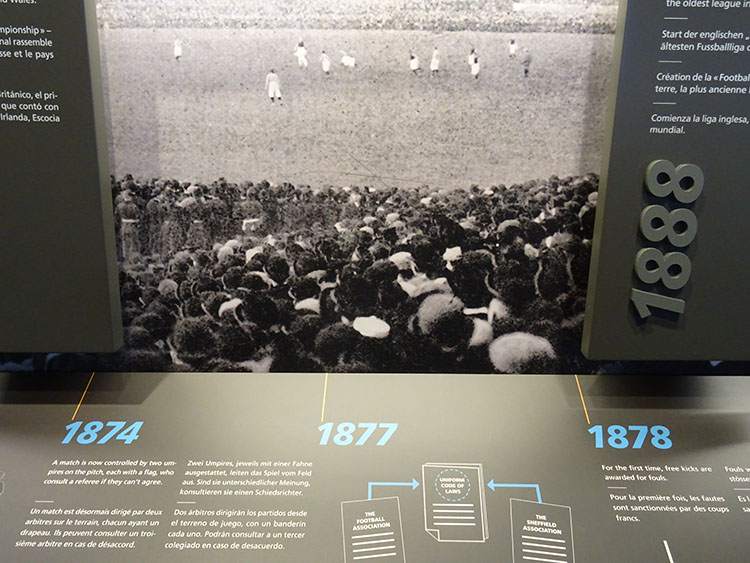 nd Wales.
mpionship» –
nal rassemble
sse et le pays
ritánico, el pri-
que contó con
Irlanda, Escocia
the oldest league in
Start der englischen „
ältesten Fussballliga d
Création de la «Footbal
terre, la plus ancienne l
Comienza la liga inglesa,
mundial.
1888
1874
A match is now controlled by two um-
pires on the pitch, each with a flag, who
consult a referee if they can't agree.
Un match est désormais dirigé par deux
arbitres sur le terrain, chacun ayant un
drapeau. Ils peuvent consulter un troi-
sième arbitre en cas de désaccord.
Zwei Umpires, jeweils mit einer Fahne
ausgestattet, leiten das Spiel vom Feld
aus. Sind sie unterschiedlicher Meinung,
konsultieren sie einen Schiedsrichter.
Dos árbitros dirigirán los partidos desde
el terreno de juego, con un banderín
cada uno. Podrán consultar a un tercer
colegiado en caso de desacuerdo.
1877
UNIFORM
CODE OF
LAWS
THE
FOOTBALL
ASSOCIATION
THE
SHEFFIELD
ASSOCIATION
1878
For the first time, free kicks are
awarded for fouls.
Pour la première fois, les fautes
sont sanctionnées par des coups
francs.
Fouls w
stösse
Es l
sa